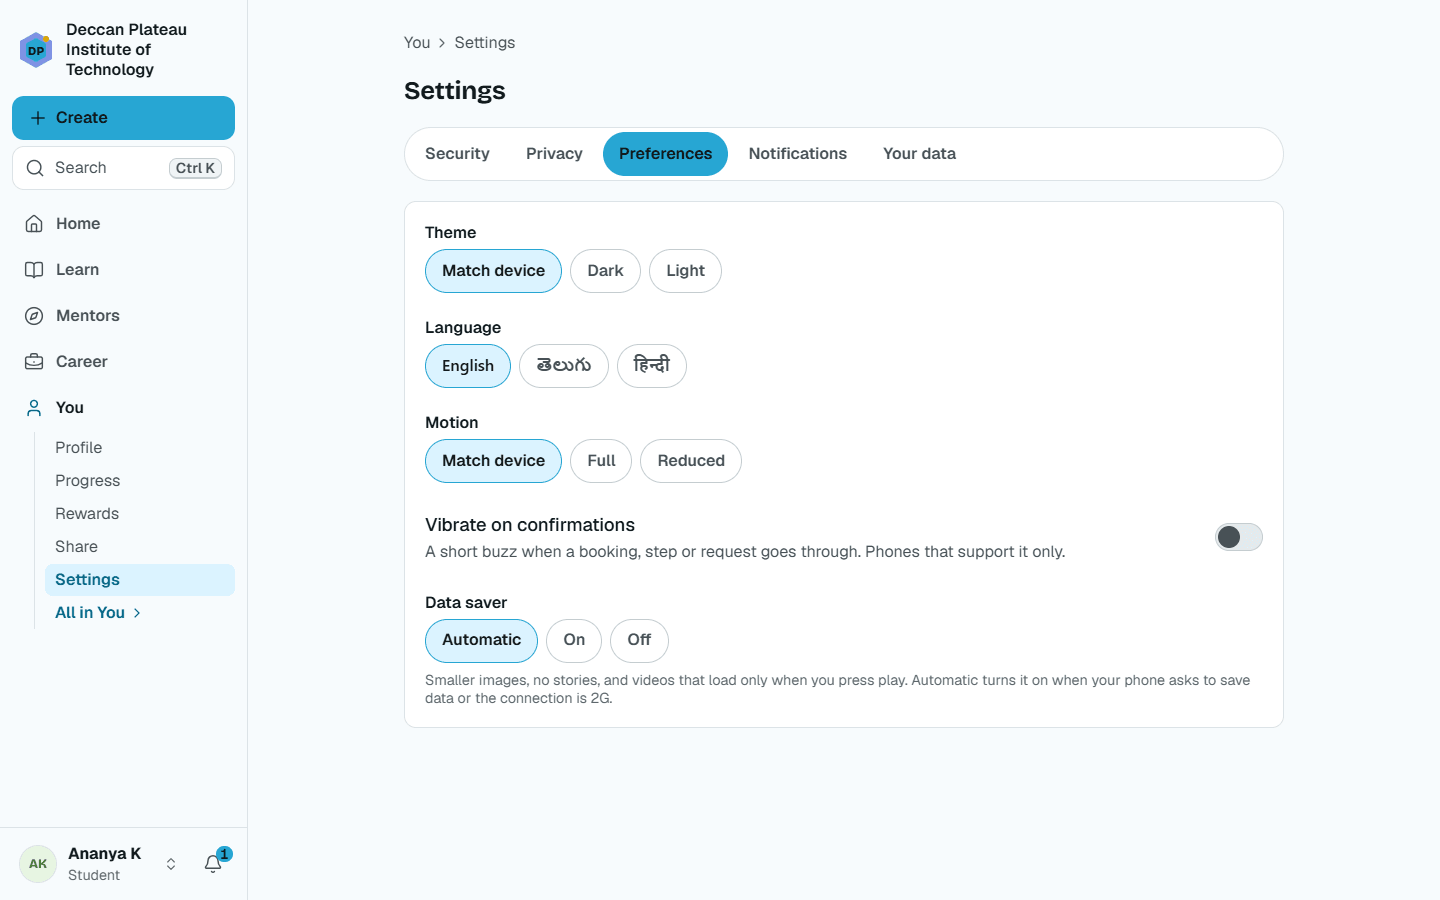 DP
Deccan Plateau
Institute of
Technology
Create
Search Ctrl K
Home
Learn
Mentors
Career
You
Profile
Progress
Rewards
Share
Settings
All in You
AK
Ananya K
Student
1
You Settings
Settings
Security Privacy Preferences Notifications Your data
Theme
Match device Dark Light
Language
English తెలుగు हिन्दी
Motion
Match device Full Reduced
Vibrate on confirmations
A short buzz when a booking, step or request goes through. Phones that support it only.
Data saver
Automatic On Off
Smaller images, no stories, and videos that load only when you press play. Automatic turns it on when your phone asks to save
data or the connection is 2G.